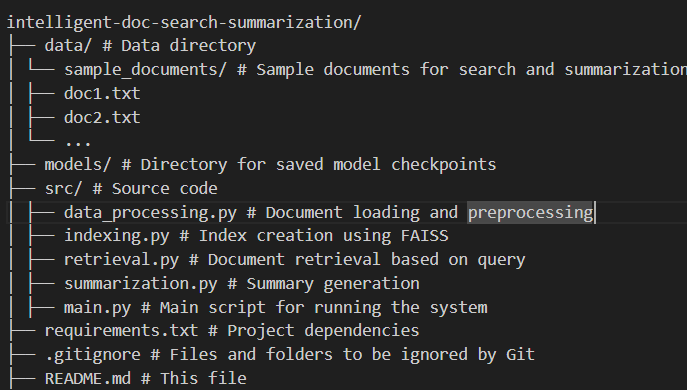 intelligent-doc-search-summarization/
├── data/ # Data directory
│ └── sample_documents/ # Sample documents for search and summarization
│ ├── doc1.txt
│ ├── doc2.txt
│ └── ...
├── models/ # Directory for saved model checkpoints
├── src/ # Source code
│ ├── data_processing.py # Document loading and preprocessing
│ ├── indexing.py # Index creation using FAISS
│ ├── retrieval.py # Document retrieval based on query
│ ├── summarization.py # Summary generation
│ ├── main.py # Main script for running the system
├── requirements.txt # Project dependencies
├── .gitignore # Files and folders to be ignored by Git
├── README.md # This file